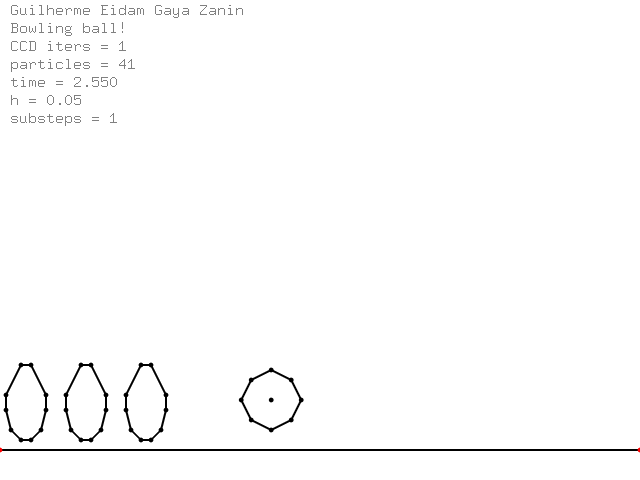 Guilherme Eidam Gaya Zanin
Bowling ball!
CCD iters = 1
particles = 41
time = 2.550
h = 0.05
substeps = 1